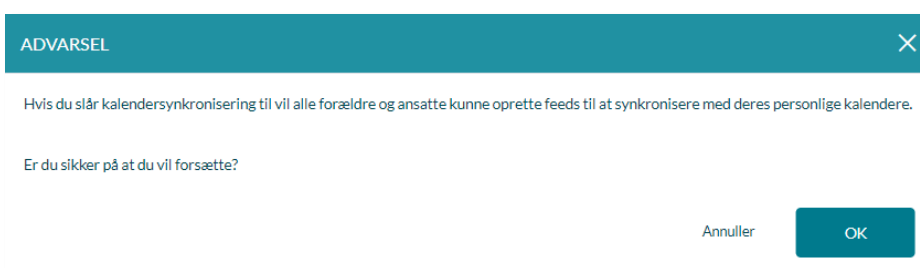 ADVARSEL
Hvis du slår kalendersynkronisering til vil alle forældre og ansatte kunne oprette feeds til at synkronisere med deres personlige kalendere.
Er du sikker på at du vil forsætte?
Annuller
OK